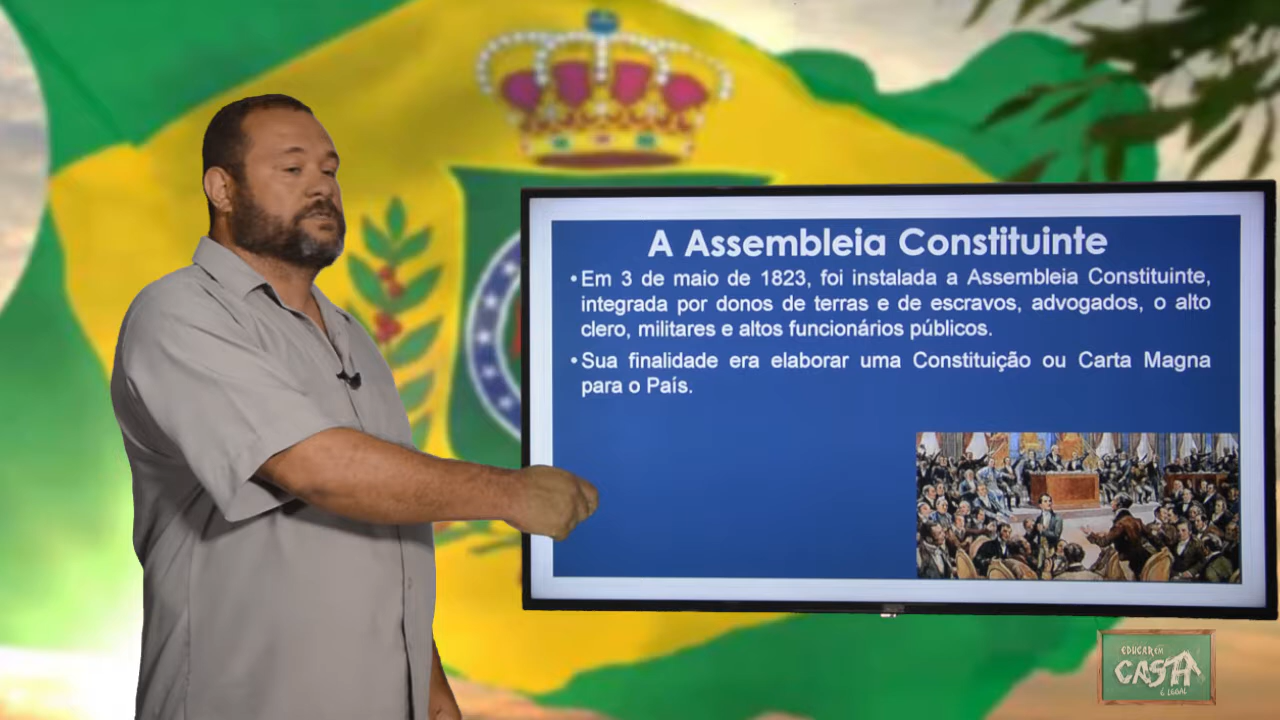 A Assembleia Constituinte
• Em 3 de maio de 1823, foi instalada a Assembleia Constituinte,
integrada por donos de terras e de escravos, advogados, o alto
clero, militares e altos funcionários públicos.
• Sua finalidade era elaborar uma Constituição ou Carta Magna
para o País.
EDUCAR EM
CASA
É LEGAL